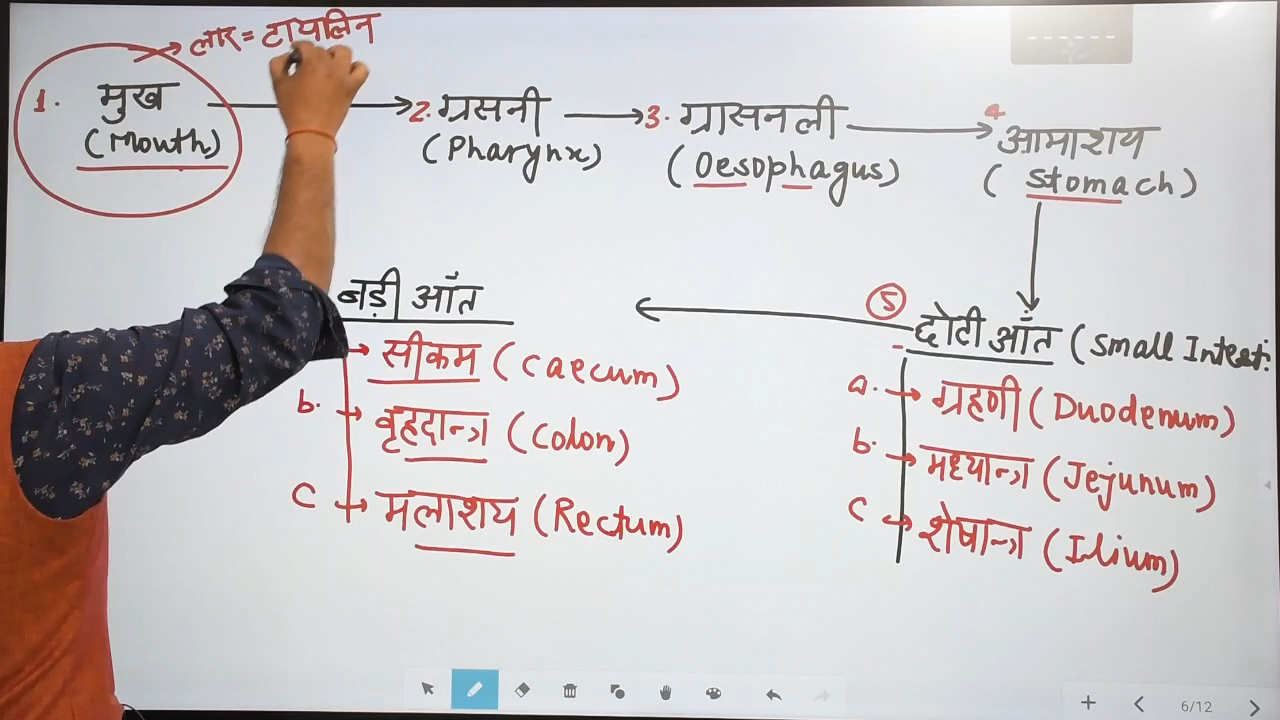 लार = टायलिन
1. मुख
(Mouth)
2. ग्रसनी
(Pharynx)
3. ग्रासनली
(Oesophagus)
4 आमाशय
(Stomach)
5 छोटी आँत (Small Intest
a. ग्रहणी (Duodenum)
b. मध्यान्त्र (Jejunum)
c शेषान्त्र (Ilium)
बड़ी आँत
सीकम (Caecum)
b. वृहदान्त्र (Colon)
C मलाशय (Rectum)
6/12